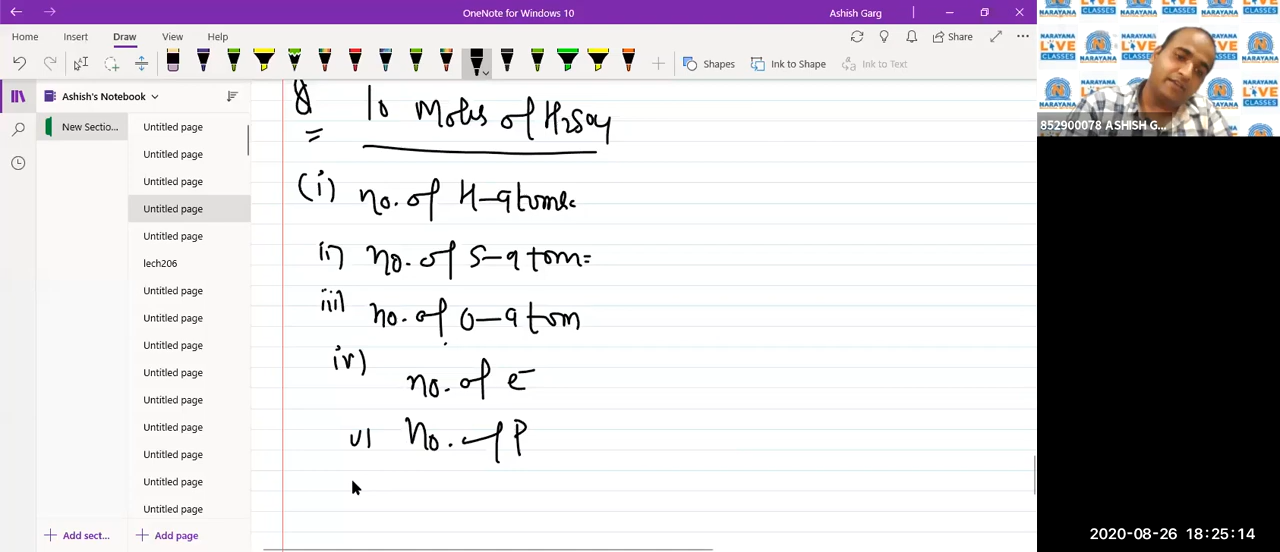 OneNote for Windows 10
Ashish Garg
Home Insert Draw View Help
Share
Shapes Ink to Shape Ink to Text
Ashish's Notebook
New Sectio...
Untitled page
Untitled page
Untitled page
Untitled page
Untitled page
lech206
Untitled page
Untitled page
Untitled page
Untitled page
Untitled page
Untitled page
Untitled page
Untitled page
Untitled page
Add sect...
Add page
Q 10 Moles of H2SO4
(i) no. of H-atoms
ii) no. of S-atom=
iii) no. of O-atom
iv) no. of e-
v) No. of P
NARAYANA LIVE CLASSES
852900078 ASHISH G...
2020-08-26 18:25:14